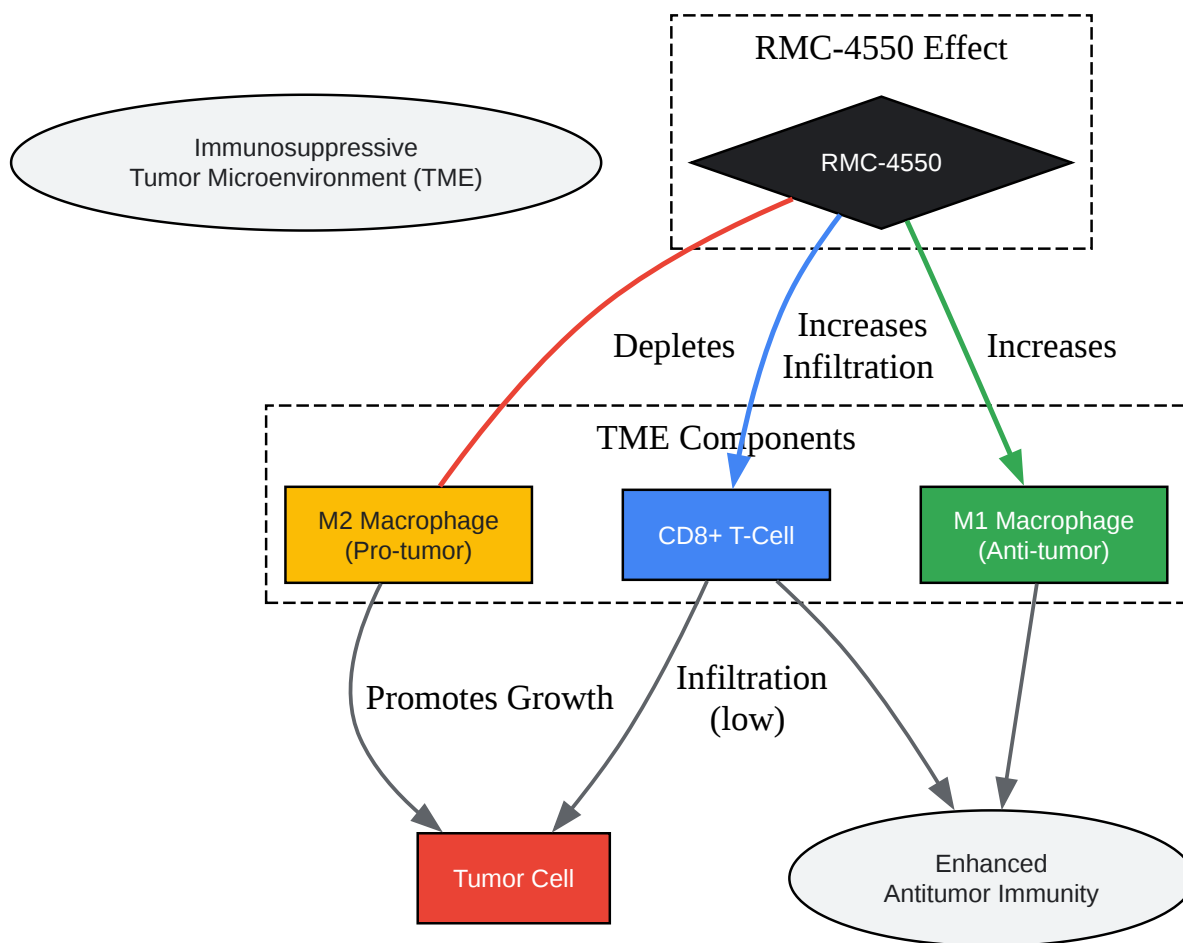 RMC-4550 Effect
Immunosuppressive
Tumor Microenvironment (TME)
RMC-4550
Depletes
Increases
Infiltration
Increases
TME Components
M2 Macrophage
(Pro-tumor)
CD8+ T-Cell
M1 Macrophage
(Anti-tumor)
Promotes Growth
Infiltration
(low)
Tumor Cell
Enhanced
Antitumor Immunity